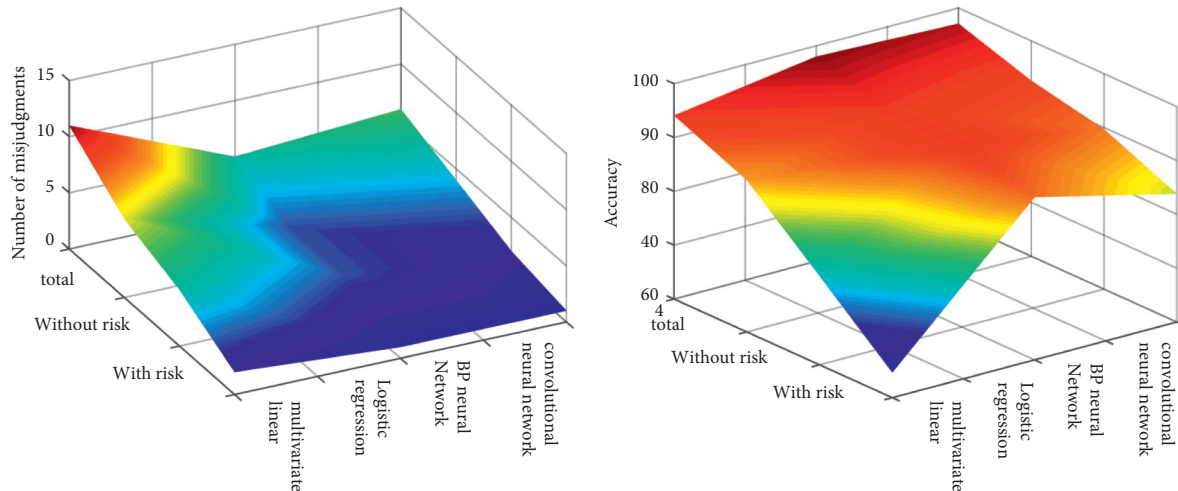 Number of misjudgments
15
10
5
0
total
Without risk
With risk
multivariate
linear
Logistic
regression
BP neural
Network
convolutional
neural network
Accuracy
100
90
80
40
60
4
total
Without risk
With risk
multivariate
linear
Logistic
regression
BP neural
Network
convolutional
neural network